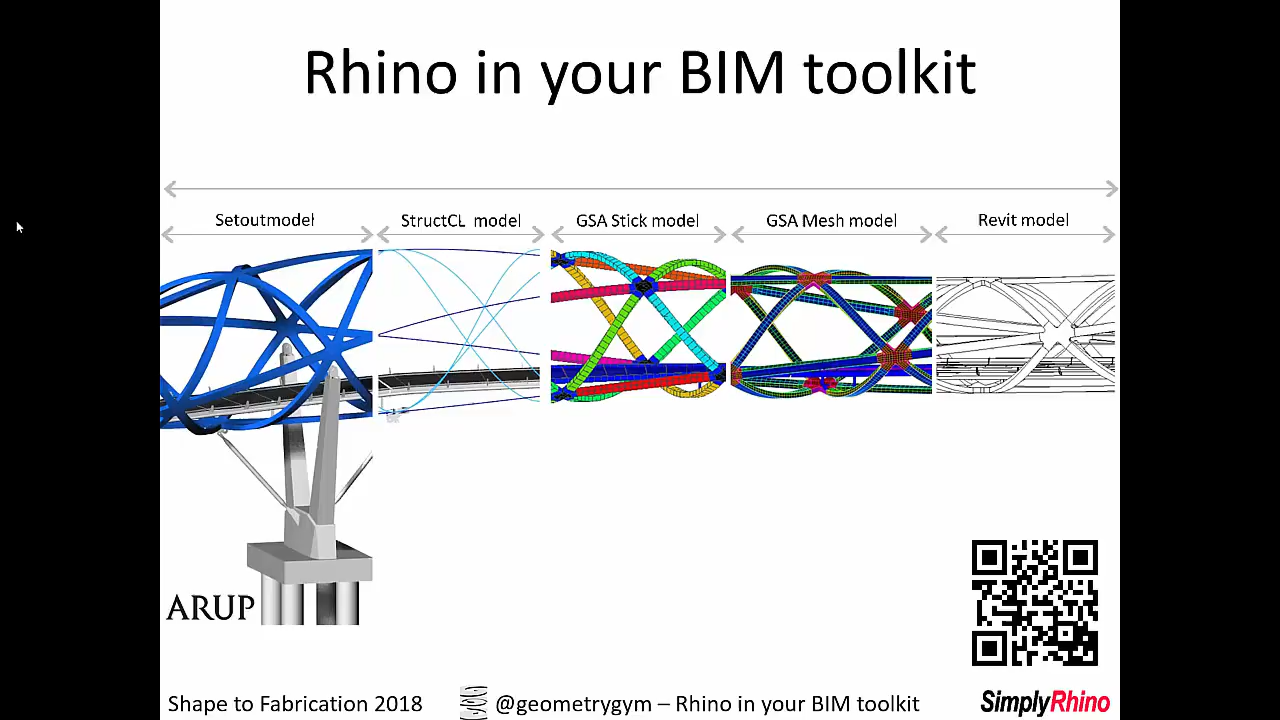 Rhino in your BIM toolkit
Setoutmodel
StructCL model
GSA Stick model
GSA Mesh model
Revit model
ARUP
Shape to Fabrication 2018
@geometrygym – Rhino in your BIM toolkit
SimplyRhino